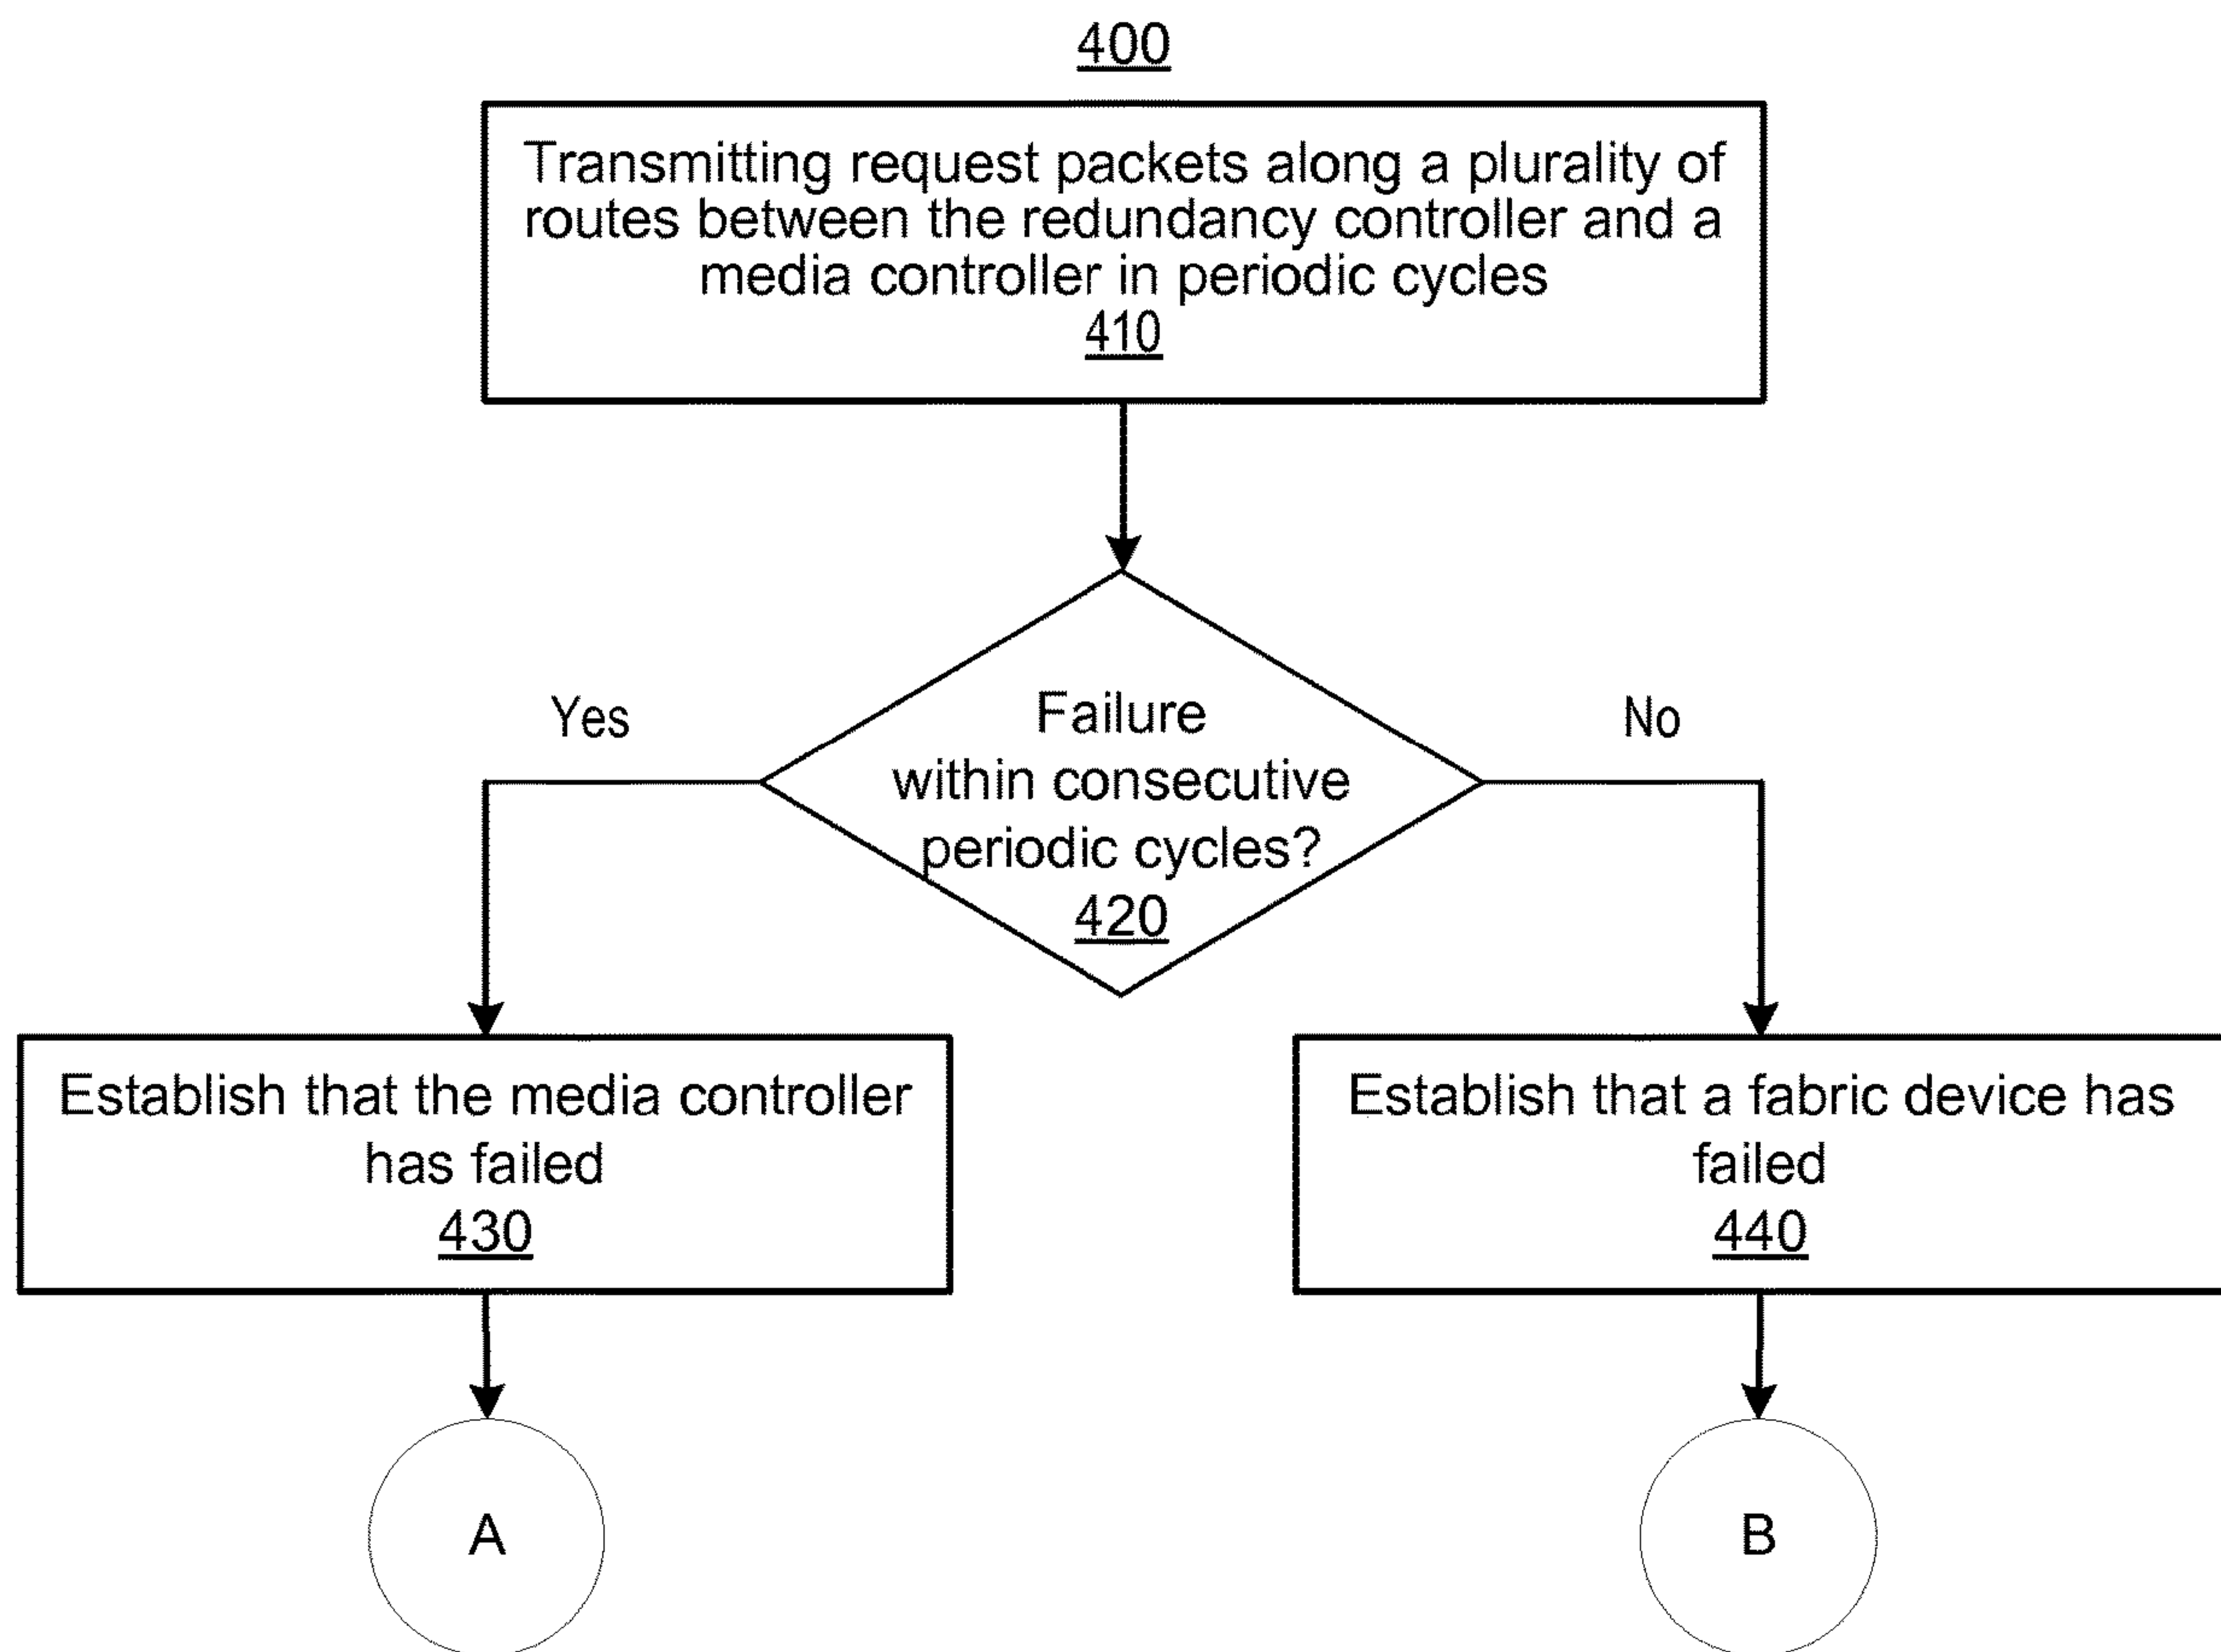 400
Transmitting request packets along a plurality of
routes between the redundancy controller and a
media controller in periodic cycles
410
Failure
within consecutive
periodic cycles?
420
Yes
No
Establish that the media controller
has failed
430
Establish that a fabric device has
failed
440
A
B